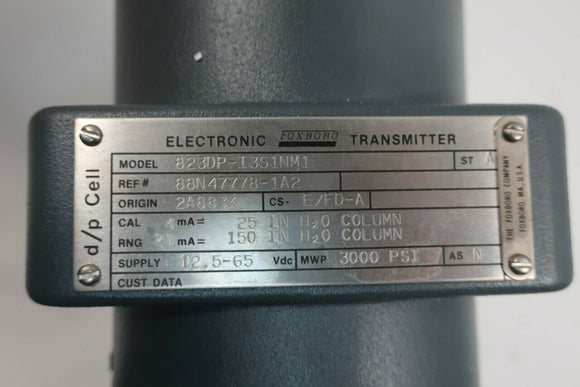 ELECTRONIC FOXBORO TRANSMITTER
d/p Cell
MODEL 823DP-I3S1NM1 ST A
REF # 88N47778-1A2
ORIGIN 2A8834 CS- E/FD-A
CAL 4 mA= 25 IN H₂O COLUMN
RNG 20 mA= 150 IN H₂O COLUMN
SUPPLY 12.5-65 Vdc MWP 3000 PSI AS N
CUST DATA
THE FOXBORO COMPANY
FOXBORO, MA, U.S.A.